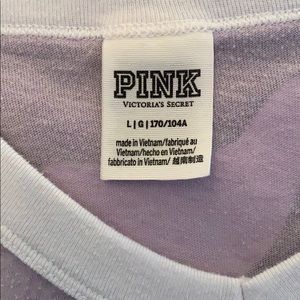 PINK
VICTORIA'S SECRET
L | G | 170/104A
made in Vietnam/fabriqué au
Vietnam/hecho en Vietnam/
fabbricato in Vietnam/ 越南制造